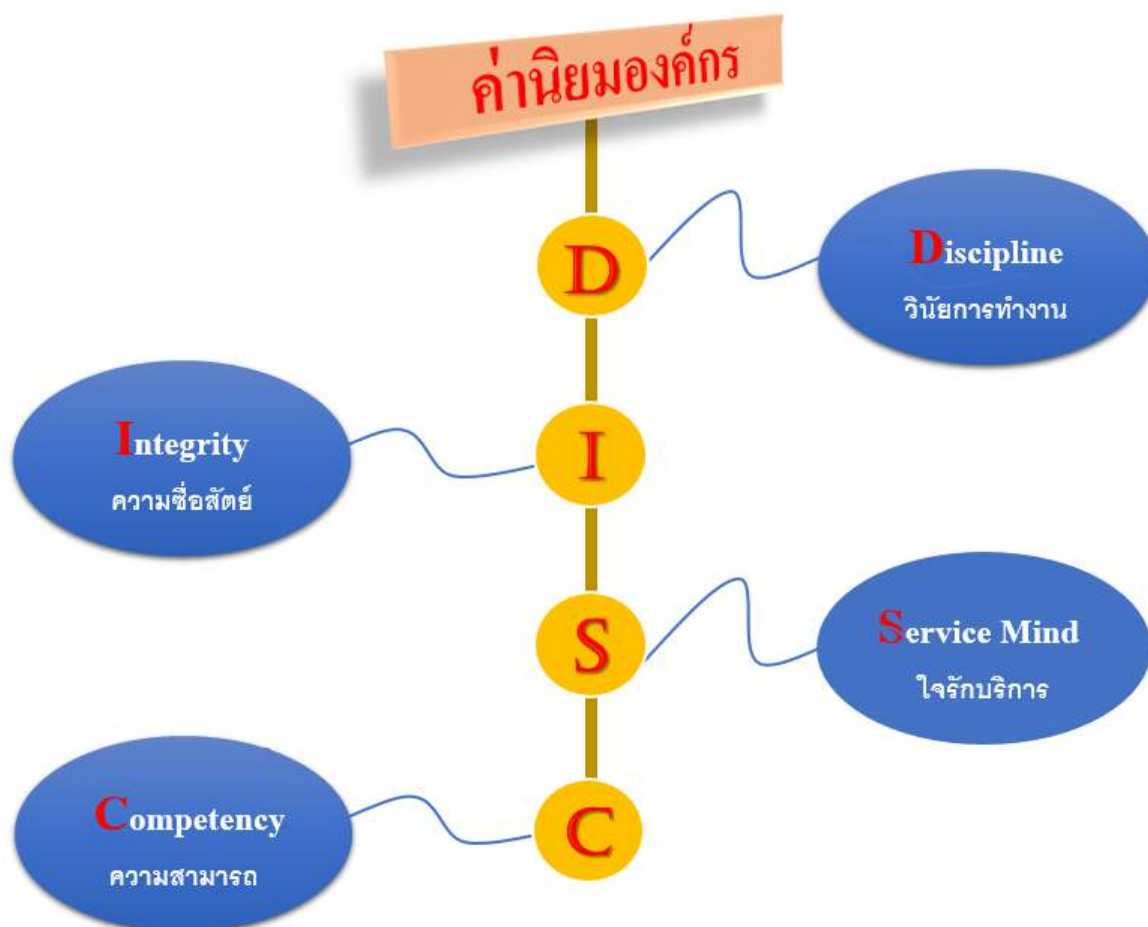 ค่านิยมองค์กร
D
Discipline
วินัยการทำงาน
I
Integrity
ความซื่อสัตย์
S
Service Mind
ใจรักบริการ
C
Competency
ความสามารถ